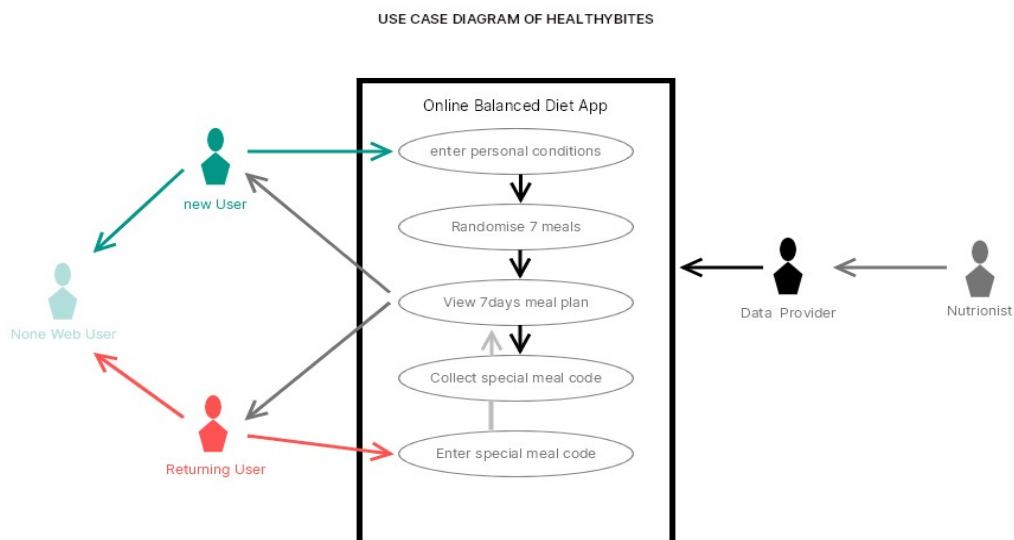 USE CASE DIAGRAM OF HEALTHYBITES
Online Balanced Diet App
enter personal conditions
new User
Randomise 7 meals
View 7days meal plan
Data Provider
Nutrionist
None Web User
Collect special meal code
Enter special meal code
Returning User